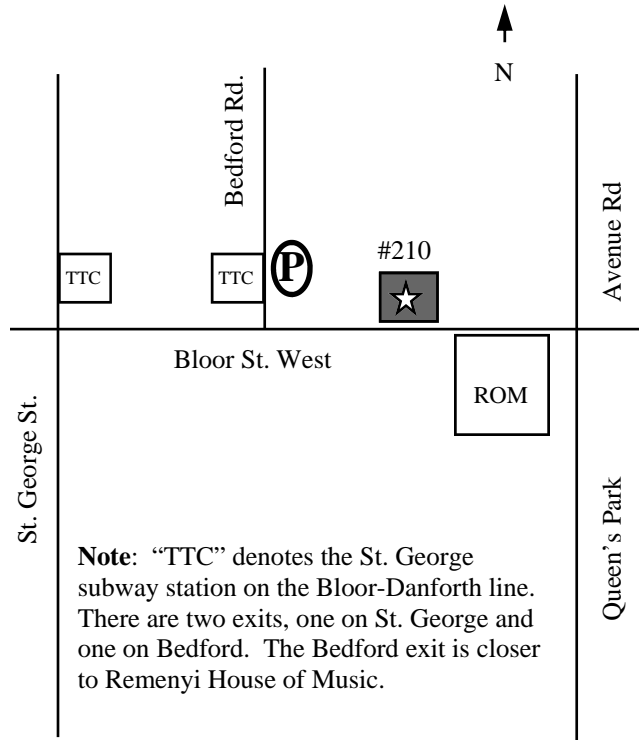 N
Bedford Rd.
Avenue Rd
#210
TTC
TTC
P
Bloor St. West
ROM
St. George St.
Queen’s Park
Note: “TTC” denotes the St. George
subway station on the Bloor-Danforth line.
There are two exits, one on St. George and
one on Bedford. The Bedford exit is closer
to Remenyi House of Music.